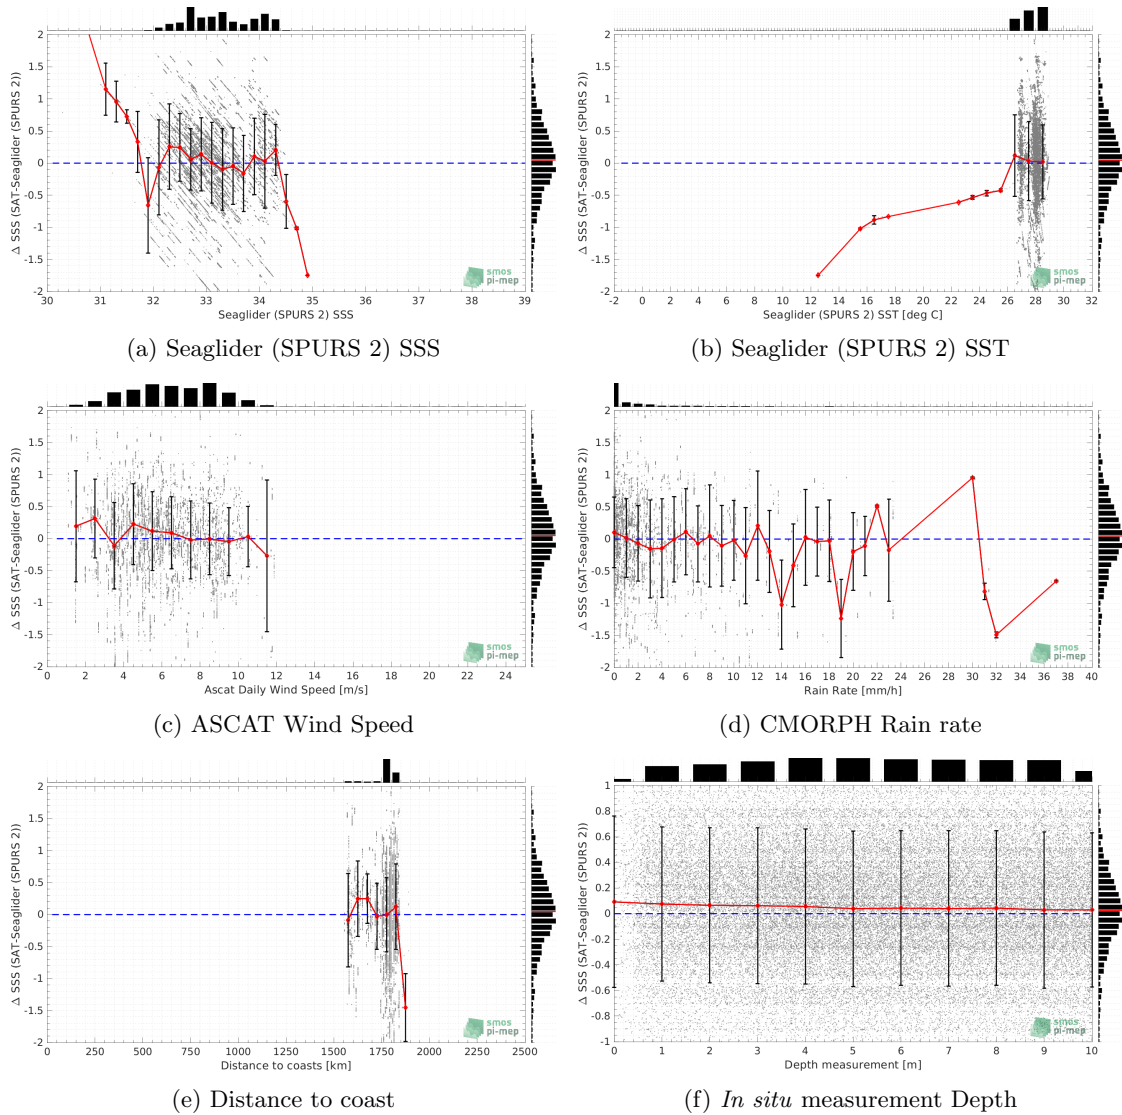 2
1.5
1
0.5
0
-0.5
-1
-1.5
-2
Δ SSS (SAT-Seaglider (SPURS 2))
30 31 32 33 34 35 36 37 38 39
Seaglider (SPURS 2) SSS
smos
pi-mep
(a) Seaglider (SPURS 2) SSS
2
1.5
1
0.5
0
-0.5
-1
-1.5
-2
Δ SSS (SAT-Seaglider (SPURS 2))
-2 0 2 4 6 8 10 12 14 16 18 20 22 24 26 28 30 32
Seaglider (SPURS 2) SST [deg C]
smos
pi-mep
(b) Seaglider (SPURS 2) SST
2
1.5
1
0.5
0
-0.5
-1
-1.5
-2
Δ SSS (SAT-Seaglider (SPURS 2))
0 2 4 6 8 10 12 14 16 18 20 22 24
Ascat Daily Wind Speed [m/s]
smos
pi-mep
(c) ASCAT Wind Speed
2
1.5
1
0.5
0
-0.5
-1
-1.5
-2
Δ SSS (SAT-Seaglider (SPURS 2))
0 2 4 6 8 10 12 14 16 18 20 22 24 26 28 30 32 34 36 38 40
Rain Rate [mm/h]
smos
pi-mep
(d) CMORPH Rain rate
2
1.5
1
0.5
0
-0.5
-1
-1.5
-2
Δ SSS (SAT-Seaglider (SPURS 2))
0 250 500 750 1000 1250 1500 1750 2000 2250 2500
Distance to coasts [km]
smos
pi-mep
(e) Distance to coast
1
0.8
0.6
0.4
0.2
0
-0.2
-0.4
-0.6
-0.8
-1
Δ SSS (SAT-Seaglider (SPURS 2))
0 1 2 3 4 5 6 7 8 9 10
Depth measurement [m]
smos
pi-mep
(f) In situ measurement Depth